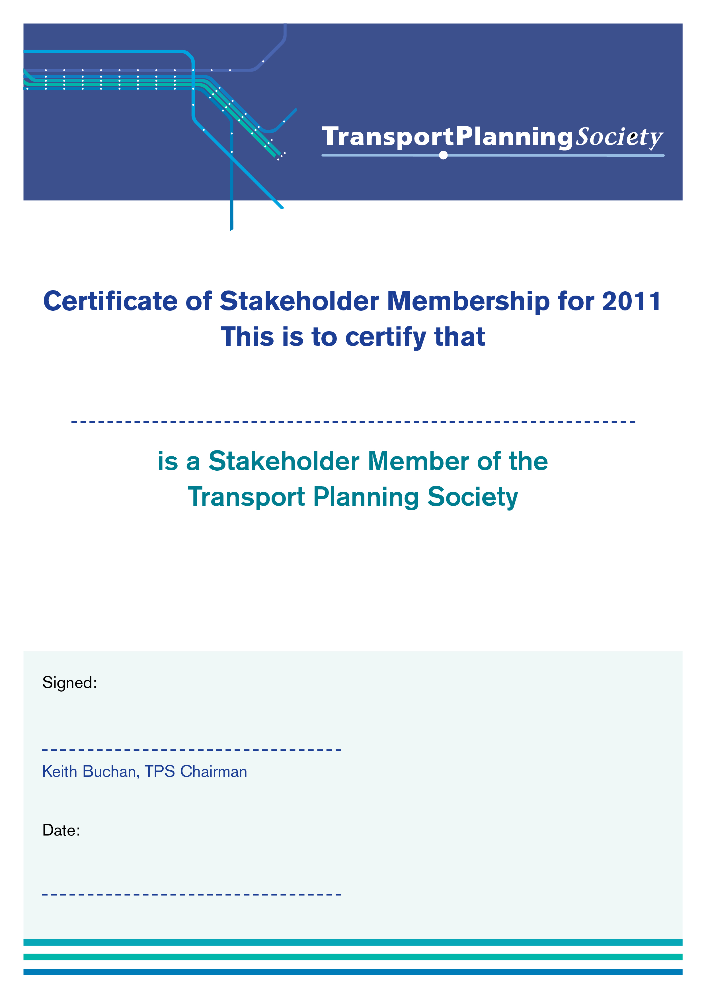 TransportPlanningSociety
Certificate of Stakeholder Membership for 2011
This is to certify that
is a Stakeholder Member of the
Transport Planning Society
Signed:
Keith Buchan, TPS Chairman
Date: